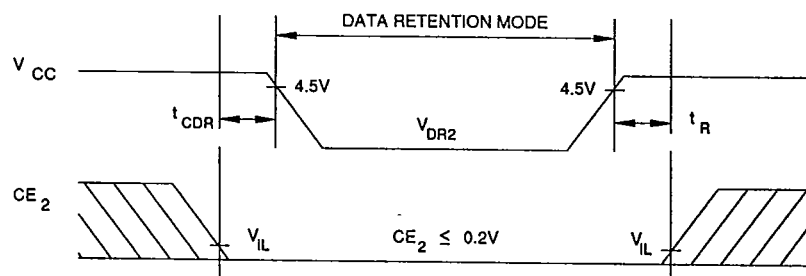 DATA RETENTION MODE
V CC
4.5V
4.5V
t CDR
V DR2
t R
CE 2
V IL
CE 2 ≤ 0.2V
V IL